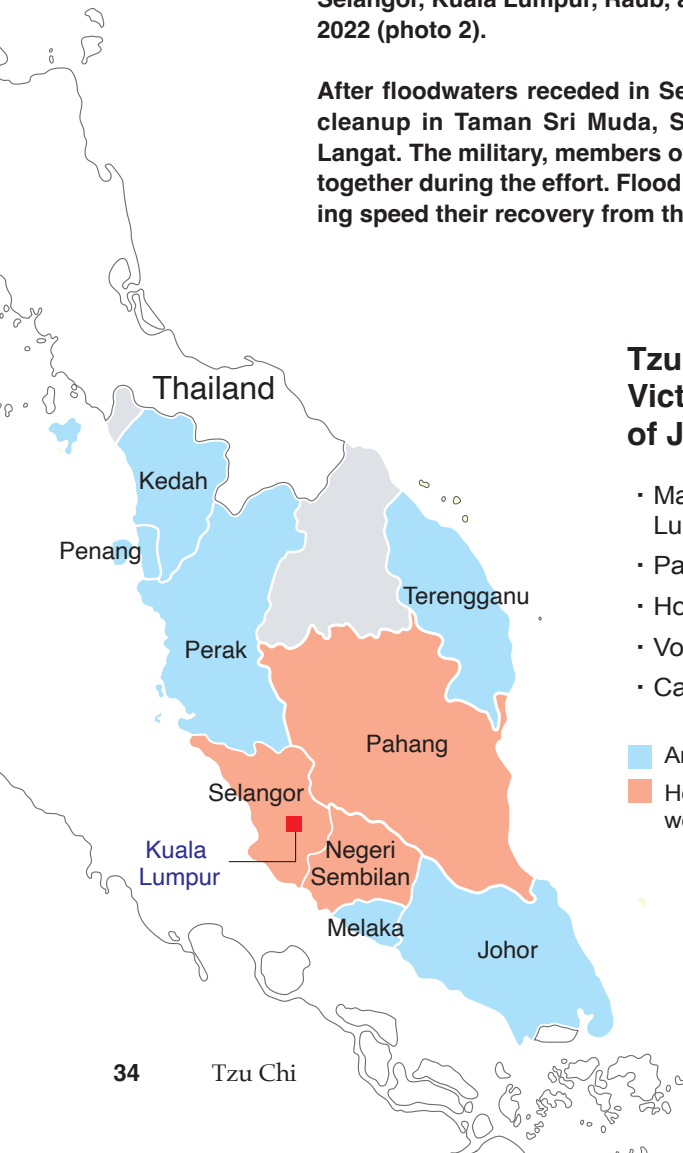 Selangor, Kuala Lumpur, Raub,
2022 (photo 2).
After floodwaters receded in Se
cleanup in Taman Sri Muda, S
Langat. The military, members o
together during the effort. Flood
ing speed their recovery from th
Tzu
Vict
of J
· Ma
Lu
· Pa
· Ho
· Vo
· Ca
Ar
He
we
Thailand
Kedah
Penang
Terengganu
Perak
Pahang
Selangor
Kuala
Lumpur
Negeri
Sembilan
Melaka
Johor
34 Tzu Chi